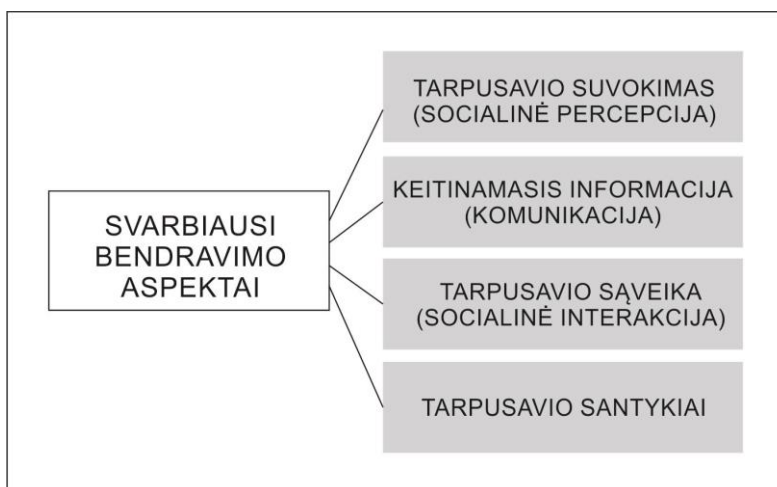 SVARBIAUSI
BENDRAVIMO
ASPEKTAI
TARPUSAVIO SUVOKIMAS
(SOCIALINĖ PERCEPCIJA)
KEITINAMASIS INFORMACIJA
(KOMUNIKACIJA)
TARPUSAVIO SĄVEIKA
(SOCIALINĖ INTERAKCIJA)
TARPUSAVIO SANTYKIAI